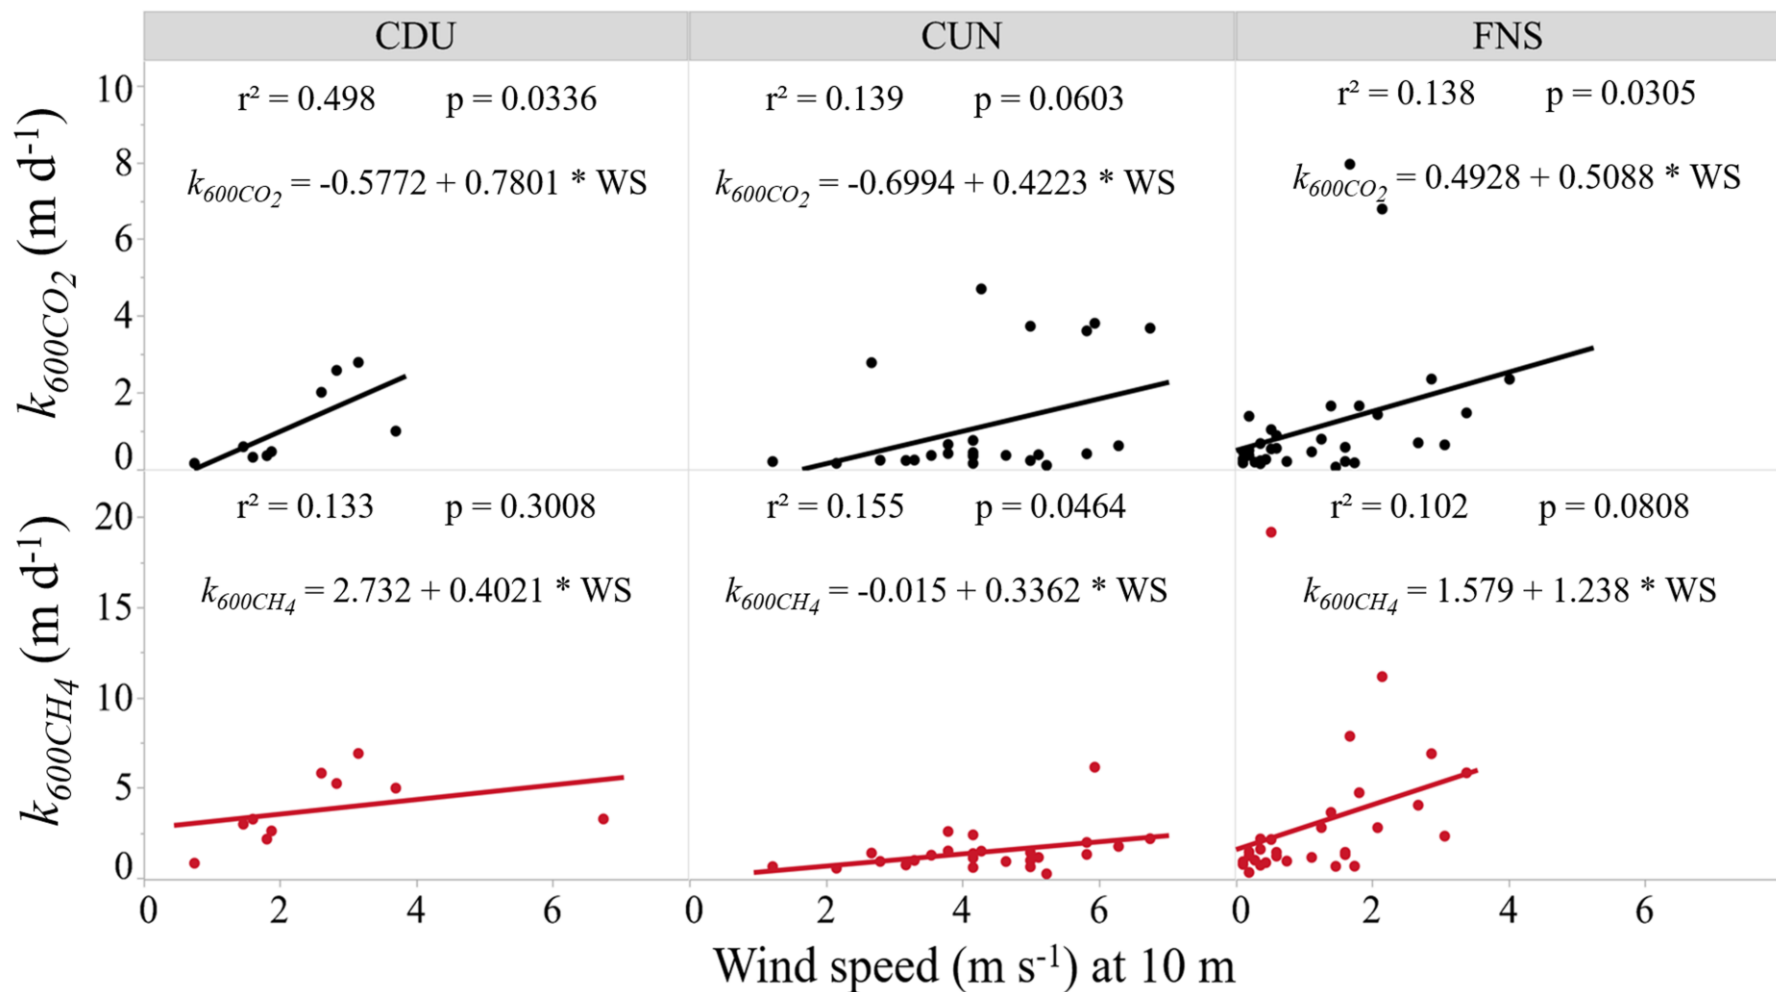 CDU CUN FNS
r² = 0.498 p = 0.0336 r² = 0.139 p = 0.0603 r² = 0.138 p = 0.0305
k600CO2 = -0.5772 + 0.7801 * WS k600CO2 = -0.6994 + 0.4223 * WS k600CO2 = 0.4928 + 0.5088 * WS
k600CO2 (m d-1)
10
8
6
4
2
0
r² = 0.133 p = 0.3008 r² = 0.155 p = 0.0464 r² = 0.102 p = 0.0808
k600CH4 = 2.732 + 0.4021 * WS k600CH4 = -0.015 + 0.3362 * WS k600CH4 = 1.579 + 1.238 * WS
k600CH4 (m d-1)
20
15
10
5
0
0 2 4 6 0 2 4 6 0 2 4 6
Wind speed (m s-1) at 10 m